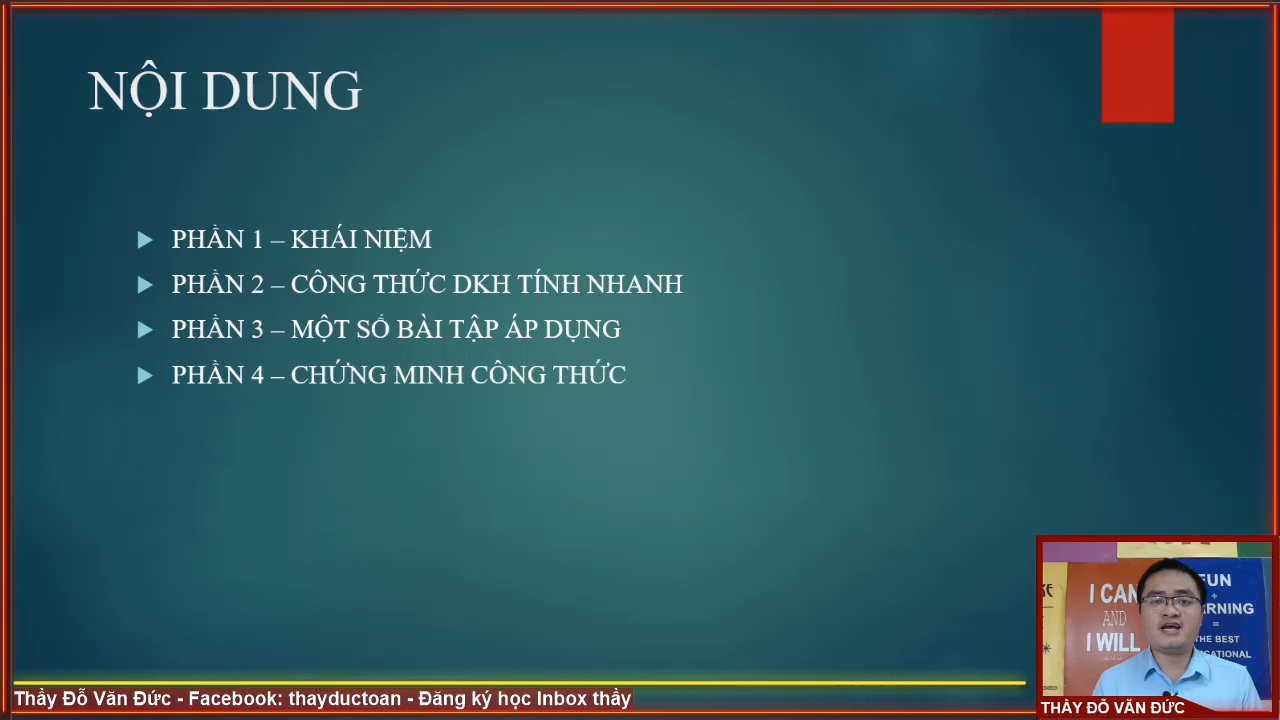 NỘI DUNG
PHẦN 1 – KHÁI NIỆM
PHẦN 2 – CÔNG THỨC DKH TÍNH NHANH
PHẦN 3 – MỘT SỐ BÀI TẬP ÁP DỤNG
PHẦN 4 – CHỨNG MINH CÔNG THỨC
I CAN
AND
I WILL
FUN
+
=
THE BEST
Thầy Đỗ Văn Đức - Facebook: thayductoan - Đăng ký học Inbox thầy
THẦY ĐỖ VĂN ĐỨC